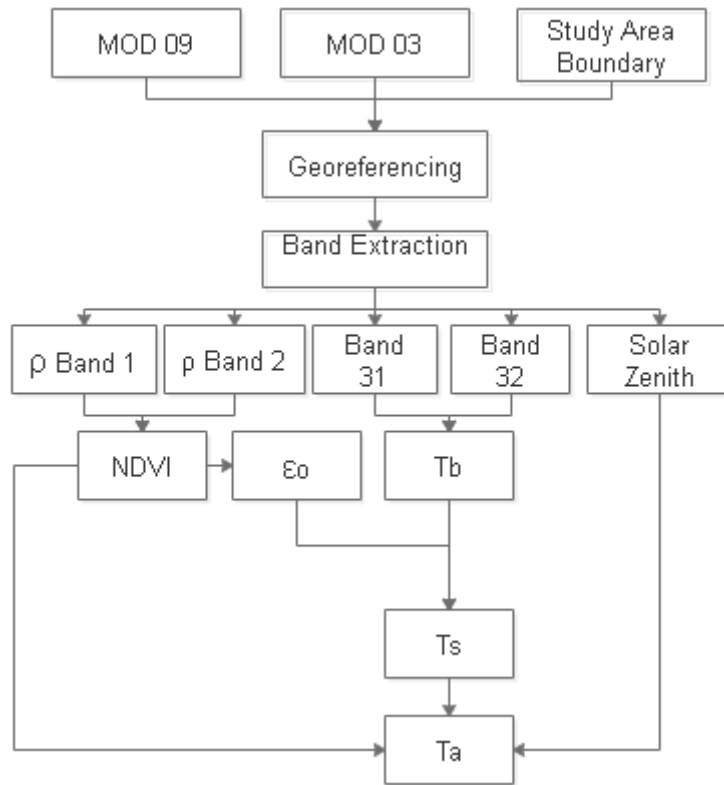 MOD 09
MOD 03
Study Area
Boundary
Georeferencing
Band Extraction
ρ Band 1
ρ Band 2
Band
31
Band
32
Solar
Zenith
NDVI
εo
Tb
Ts
Ta